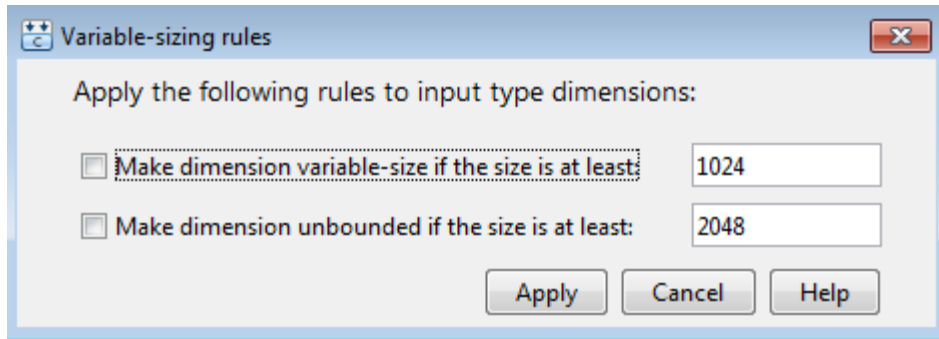 C Variable-sizing rules
Apply the following rules to input type dimensions:
Make dimension variable-size if the size is at least: 1024
Make dimension unbounded if the size is at least: 2048
Apply Cancel Help